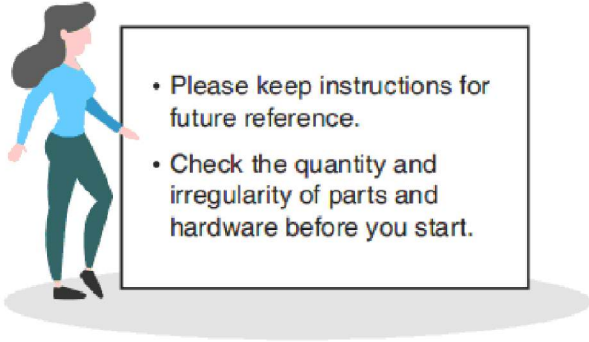 • Please keep instructions for
future reference.
• Check the quantity and
irregularity of parts and
hardware before you start.